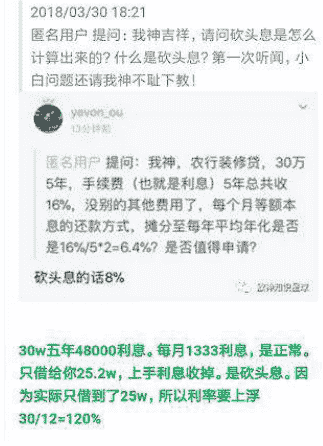 2018/03/30 18:21
匿名用户 提问：我神吉祥，请问砍头息是怎么
计算出来的？什么是砍头息？第一次听闻，小
白问题还请我神不耻下教！
yevon_ou
13分钟前
匿名用户 提问：我神，农行装修贷，30万
5年，手续费（也就是利息）5年总共收
16%，没别的其他费用了，每个月等额本
息的还款方式，摊分至每年平均年化是否
是16%/5*2=6.4%？是否值得申请？
砍头息的话8%
30w五年48000利息。每月1333利息，是正常。
只借给你25.2w，上手利息收掉。是砍头息。因
为实际只借到了25w，所以利率要上浮
30/12=120%